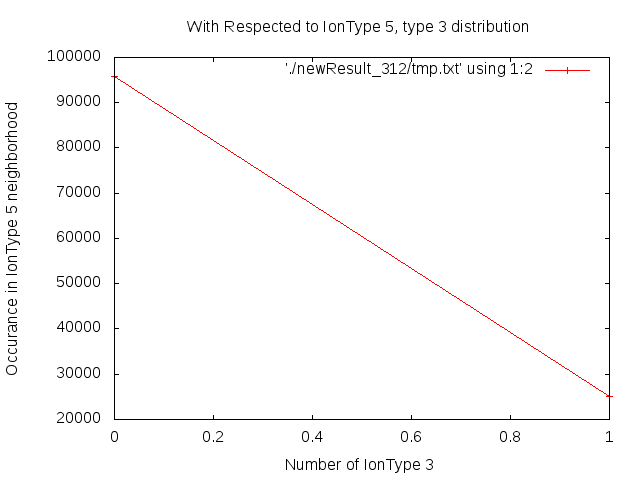 With Respected to IonType 5, type 3 distribution
'./newResult_312/tmp.txt' using 1:2
100000
90000
80000
70000
60000
50000
40000
30000
20000
Occurance in IonType 5 neighborhood
0 0.2 0.4 0.6 0.8 1
Number of IonType 3